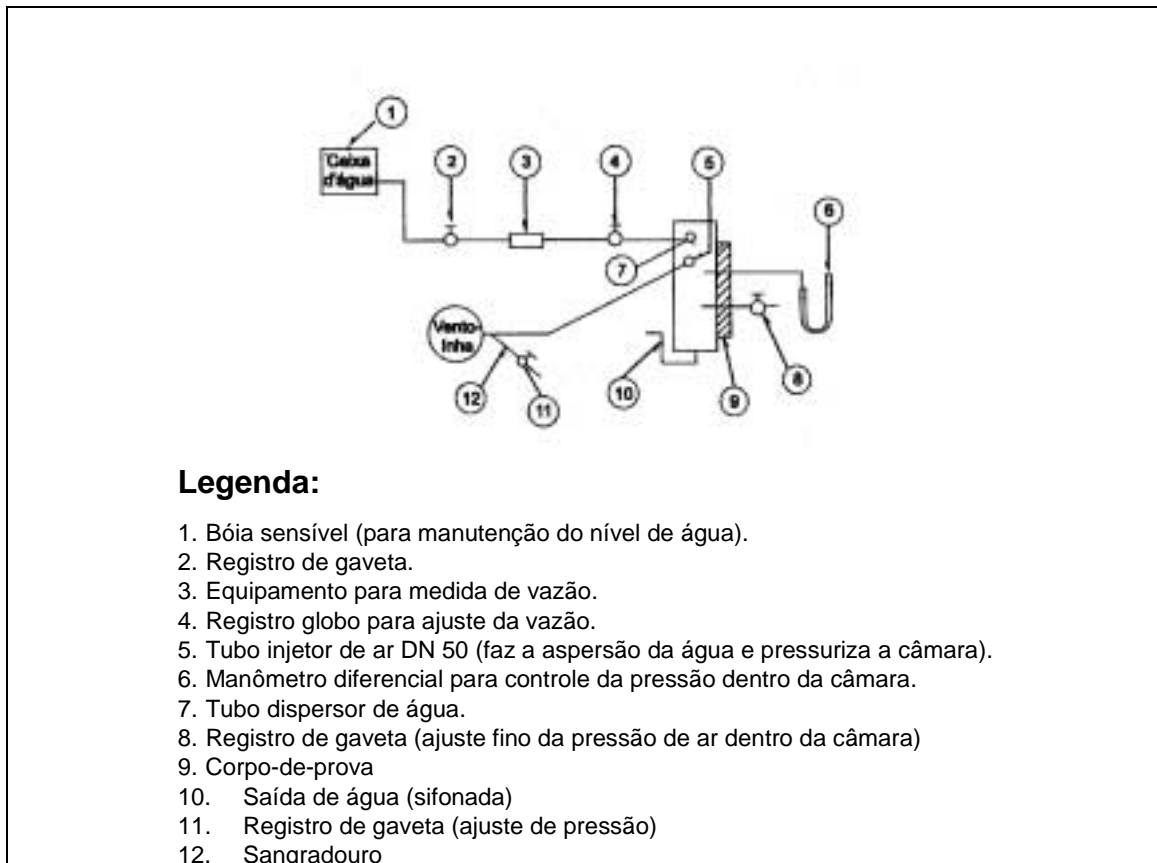 1
Caixa
d'água
2
3
4
5
6
7
Vento-
inha
8
9
10
11
12
Legenda:
1. Bóia sensível (para manutenção do nível de água).
2. Registro de gaveta.
3. Equipamento para medida de vazão.
4. Registro globo para ajuste da vazão.
5. Tubo injetor de ar DN 50 (faz a aspersão da água e pressuriza a câmara).
6. Manômetro diferencial para controle da pressão dentro da câmara.
7. Tubo dispersor de água.
8. Registro de gaveta (ajuste fino da pressão de ar dentro da câmara)
9. Corpo-de-prova
10. Saída de água (sifonada)
11. Registro de gaveta (ajuste de pressão)
12. Sangradouro